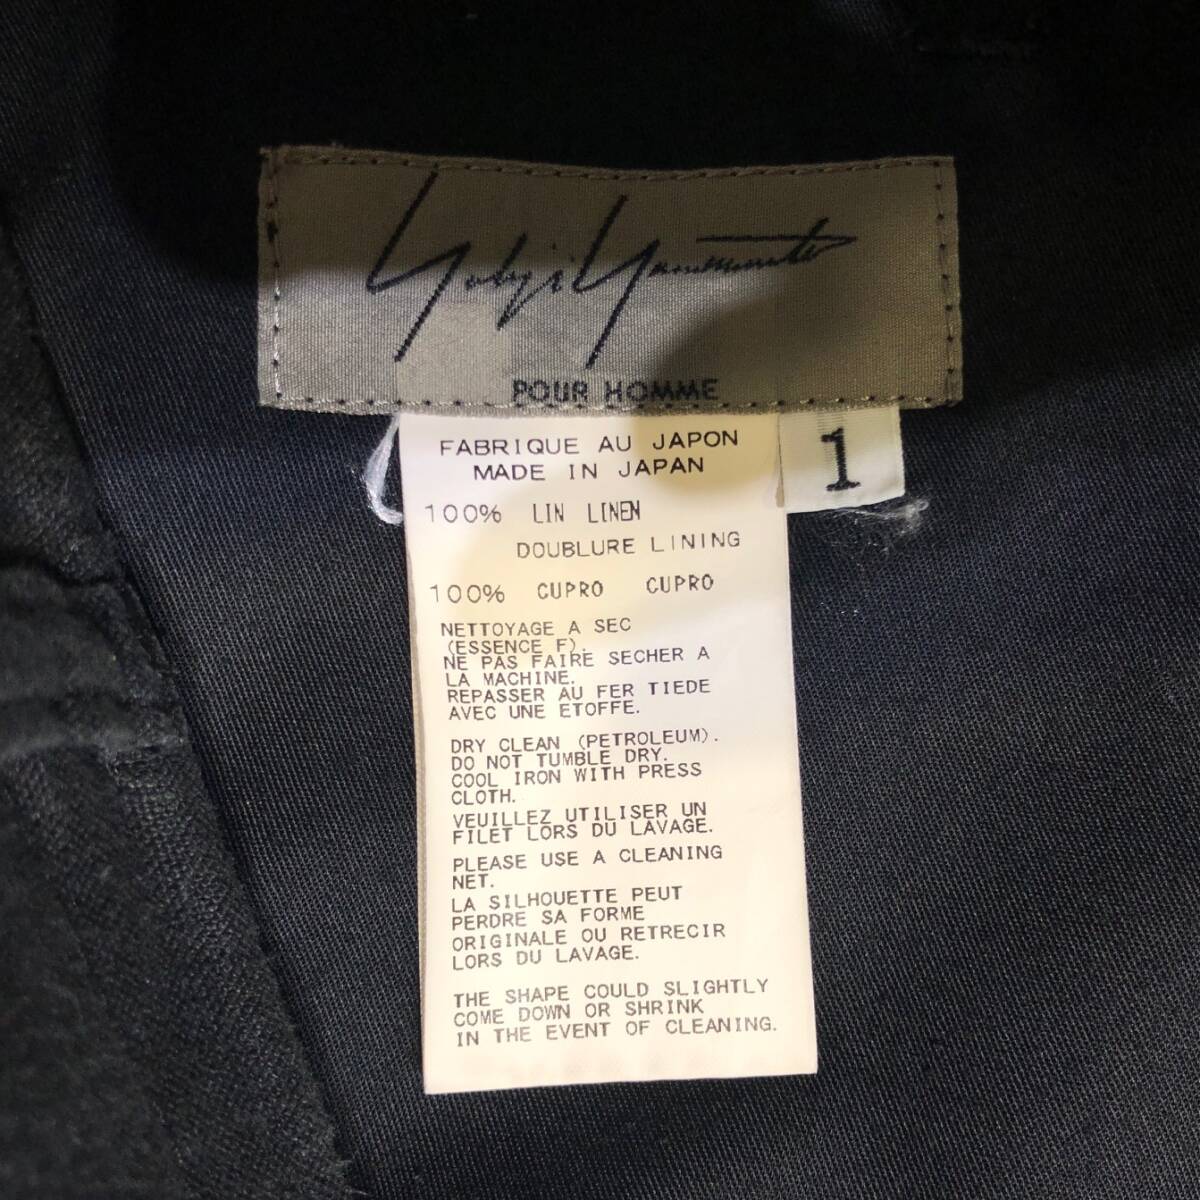 Yohji Yamamoto
POUR HOMME
1
FABRIQUE AU JAPON
MADE IN JAPAN
100% LIN LINEN
DOUBLURE LINING
100% CUPRO CUPRO
NETTOYAGE A SEC
(ESSENCE F).
NE PAS FAIRE SECHER A
LA MACHINE.
REPASSER AU FER TIEDE
AVEC UNE ETOFFE.
DRY CLEAN (PETROLEUM).
DO NOT TUMBLE DRY.
COOL IRON WITH PRESS
CLOTH.
VEUILLEZ UTILISER UN
FILET LORS DU LAVAGE.
PLEASE USE A CLEANING
NET.
LA SILHOUETTE PEUT
PERDRE SA FORME
ORIGINALE OU RETRECIR
LORS DU LAVAGE.
THE SHAPE COULD SLIGHTLY
COME DOWN OR SHRINK
IN THE EVENT OF CLEANING.